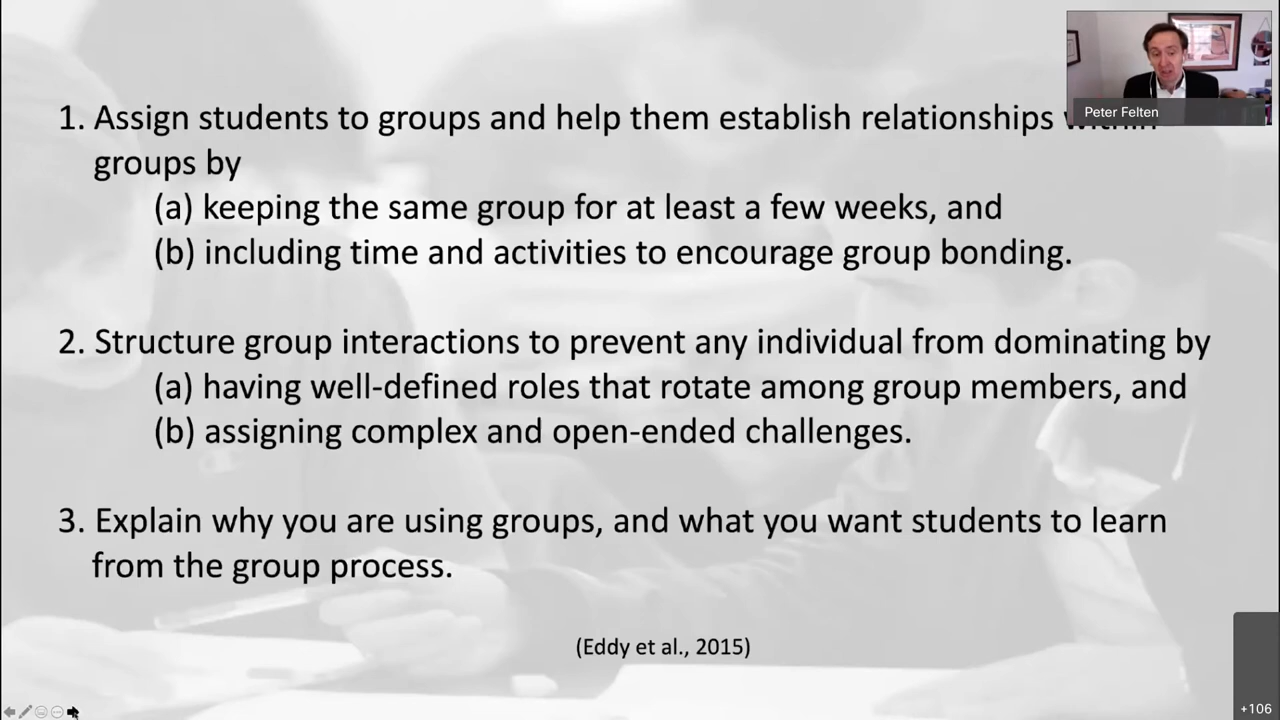 1. Assign students to groups and help them establish relationships
groups by
(a) keeping the same group for at least a few weeks, and
(b) including time and activities to encourage group bonding.
2. Structure group interactions to prevent any individual from dominating by
(a) having well-defined roles that rotate among group members, and
(b) assigning complex and open-ended challenges.
3. Explain why you are using groups, and what you want students to learn
from the group process.
(Eddy et al., 2015)
Peter Felten
+106